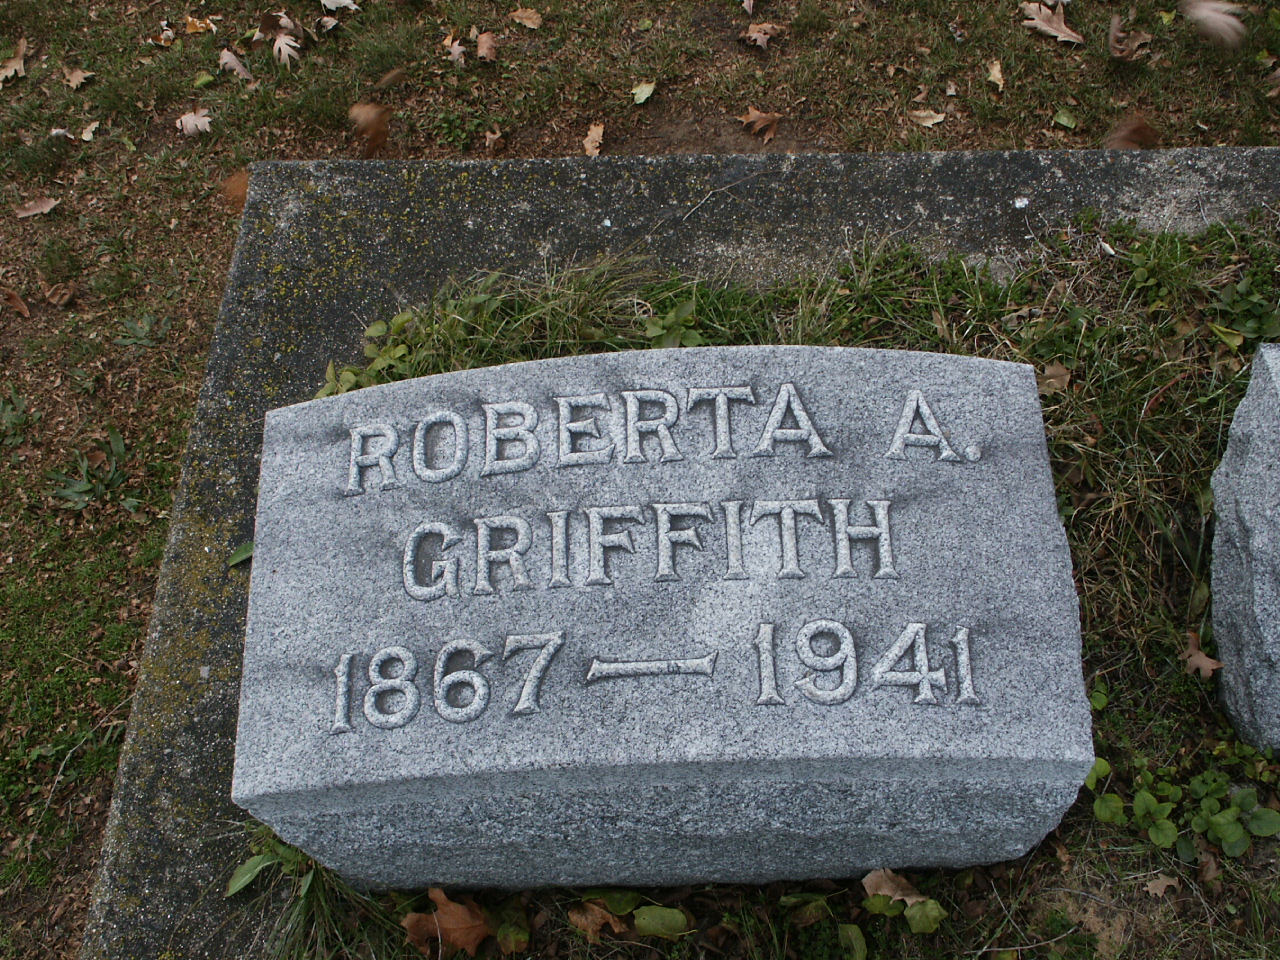 ROBERTA A.
GRIFFITH
1867 — 1941